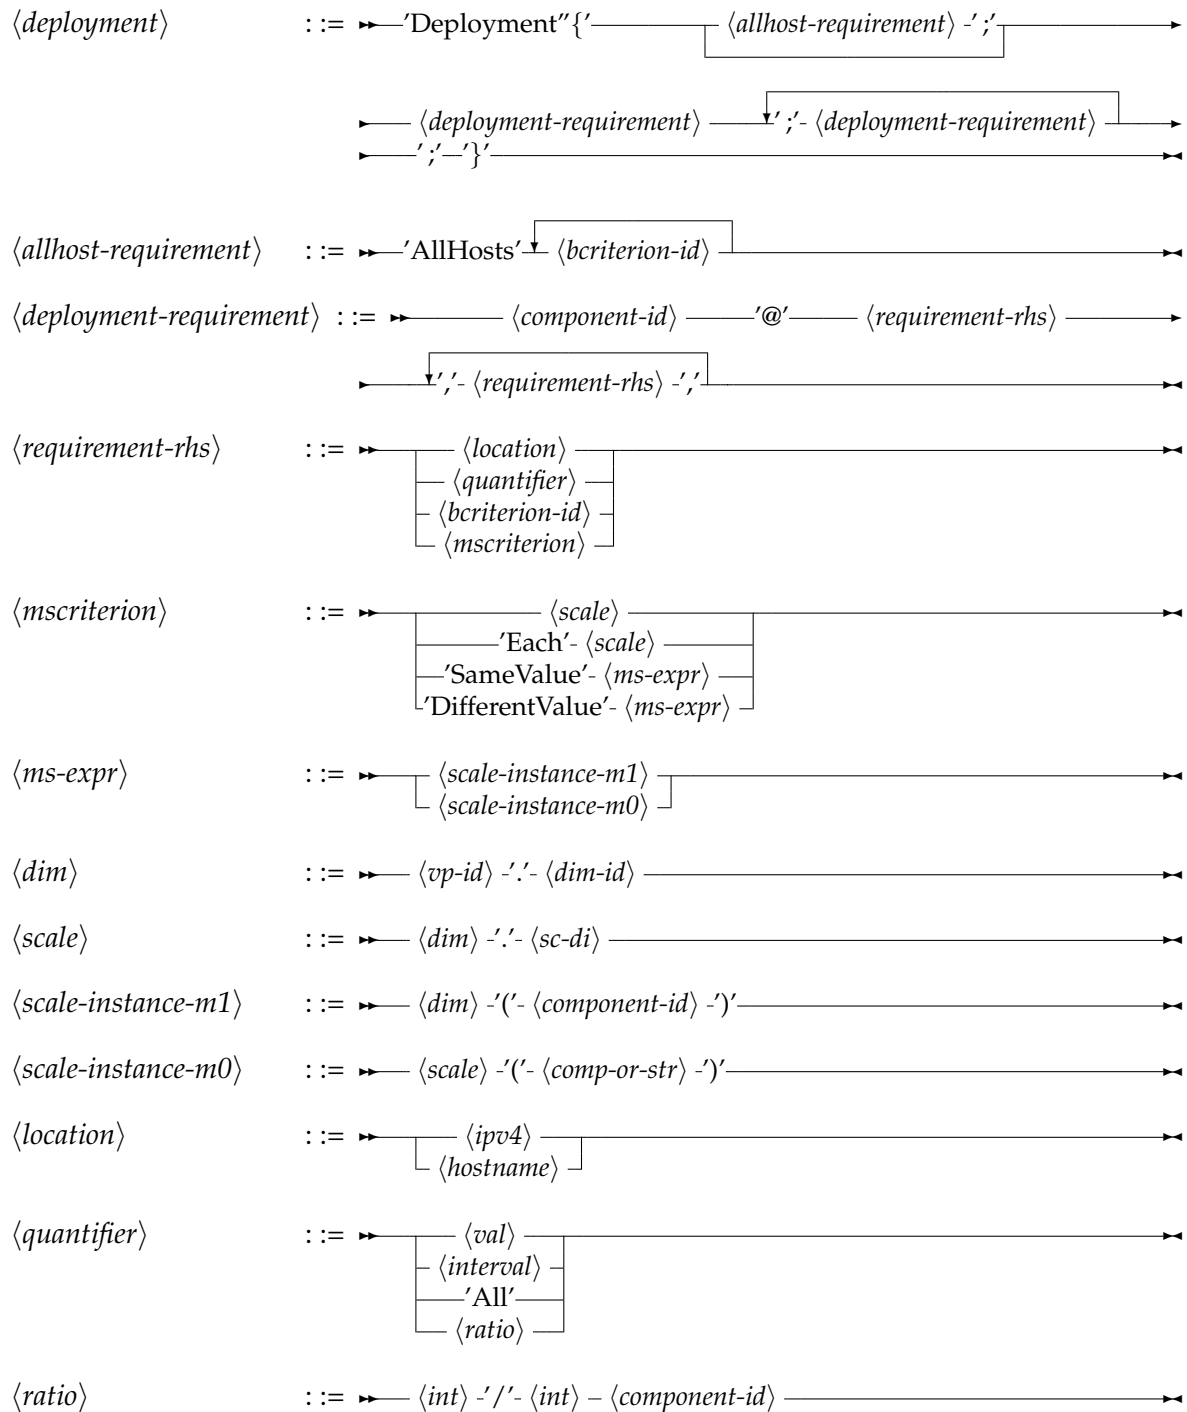 ⟨deployment⟩ ::= 'Deployment''{' ⟨allhost-requirement⟩ ';'
⟨deployment-requirement⟩ ';' ⟨deployment-requirement⟩
';' '}'
⟨allhost-requirement⟩ ::= 'AllHosts' ⟨bcriterion-id⟩
⟨deployment-requirement⟩ ::= ⟨component-id⟩ '@' ⟨requirement-rhs⟩
',' ⟨requirement-rhs⟩ ','
⟨requirement-rhs⟩ ::= ⟨location⟩
⟨quantifier⟩
⟨bcriterion-id⟩
⟨mscriterion⟩
⟨mscriterion⟩ ::= ⟨scale⟩
'Each' ⟨scale⟩
'SameValue' ⟨ms-expr⟩
'DifferentValue' ⟨ms-expr⟩
⟨ms-expr⟩ ::= ⟨scale-instance-m1⟩
⟨scale-instance-m0⟩
⟨dim⟩ ::= ⟨vp-id⟩ '.' ⟨dim-id⟩
⟨scale⟩ ::= ⟨dim⟩ '.' ⟨sc-di⟩
⟨scale-instance-m1⟩ ::= ⟨dim⟩ '(' ⟨component-id⟩ ')'
⟨scale-instance-m0⟩ ::= ⟨scale⟩ '(' ⟨comp-or-str⟩ ')'
⟨location⟩ ::= ⟨ipv4⟩
⟨hostname⟩
⟨quantifier⟩ ::= ⟨val⟩
⟨interval⟩
'All'
⟨ratio⟩
⟨ratio⟩ ::= ⟨int⟩ '/' ⟨int⟩ ⟨component-id⟩